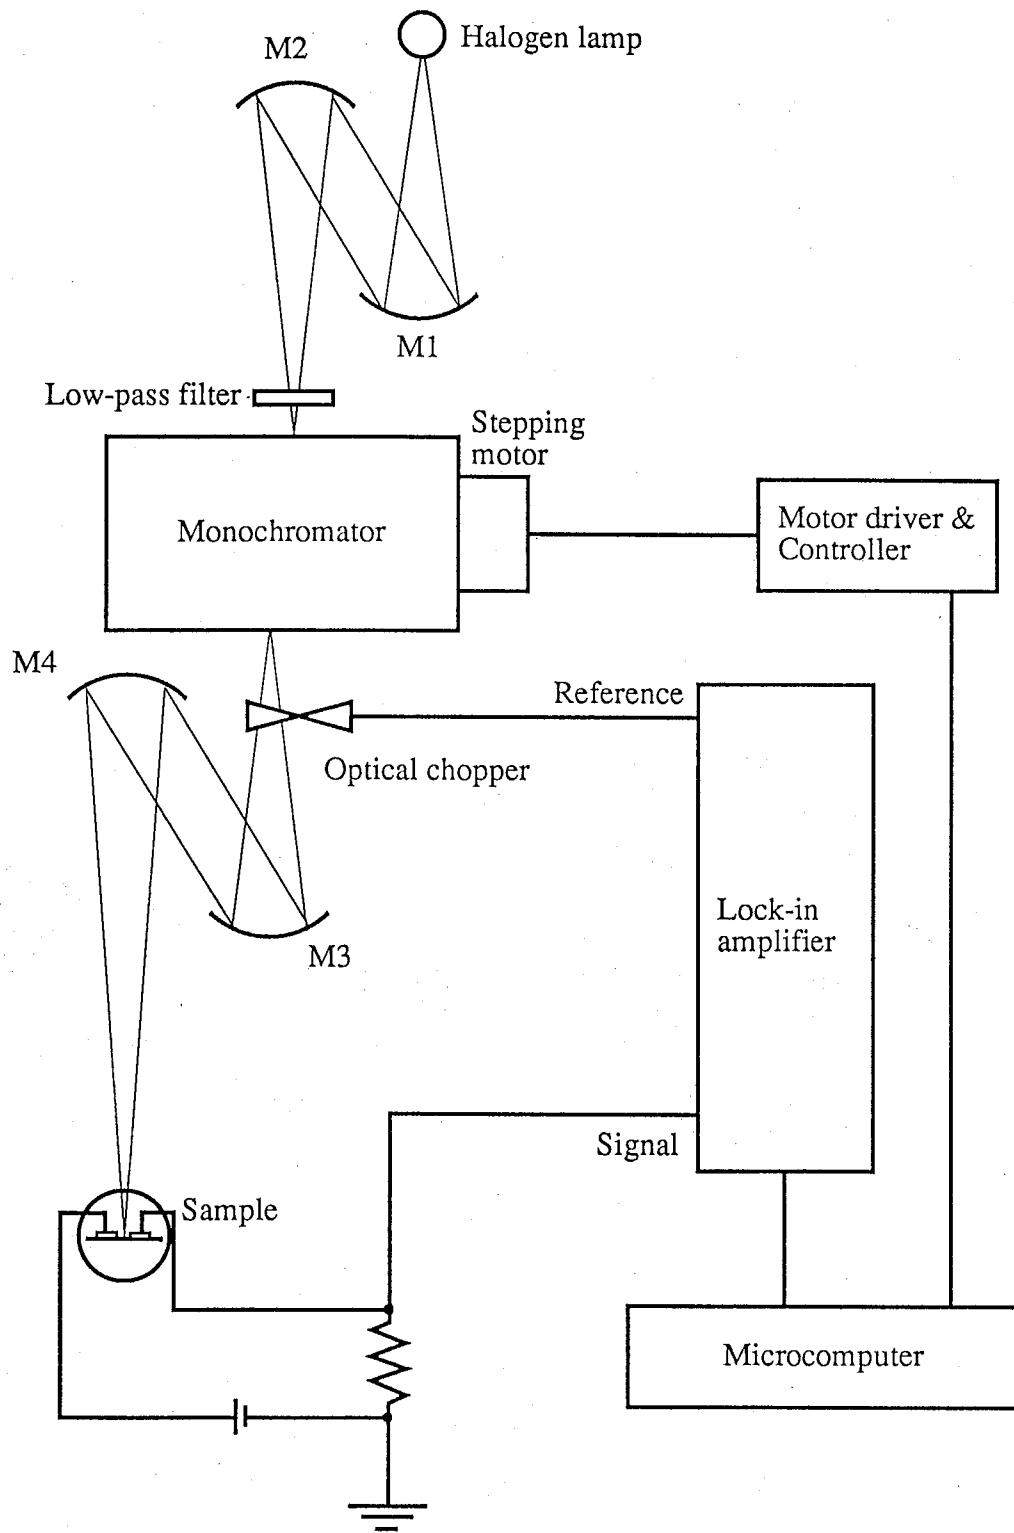 Halogen lamp
M2
M1
Low-pass filter
Stepping
motor
Monochromator
Motor driver &
Controller
M4
Reference
Optical chopper
Lock-in
amplifier
M3
Signal
Sample
Microcomputer